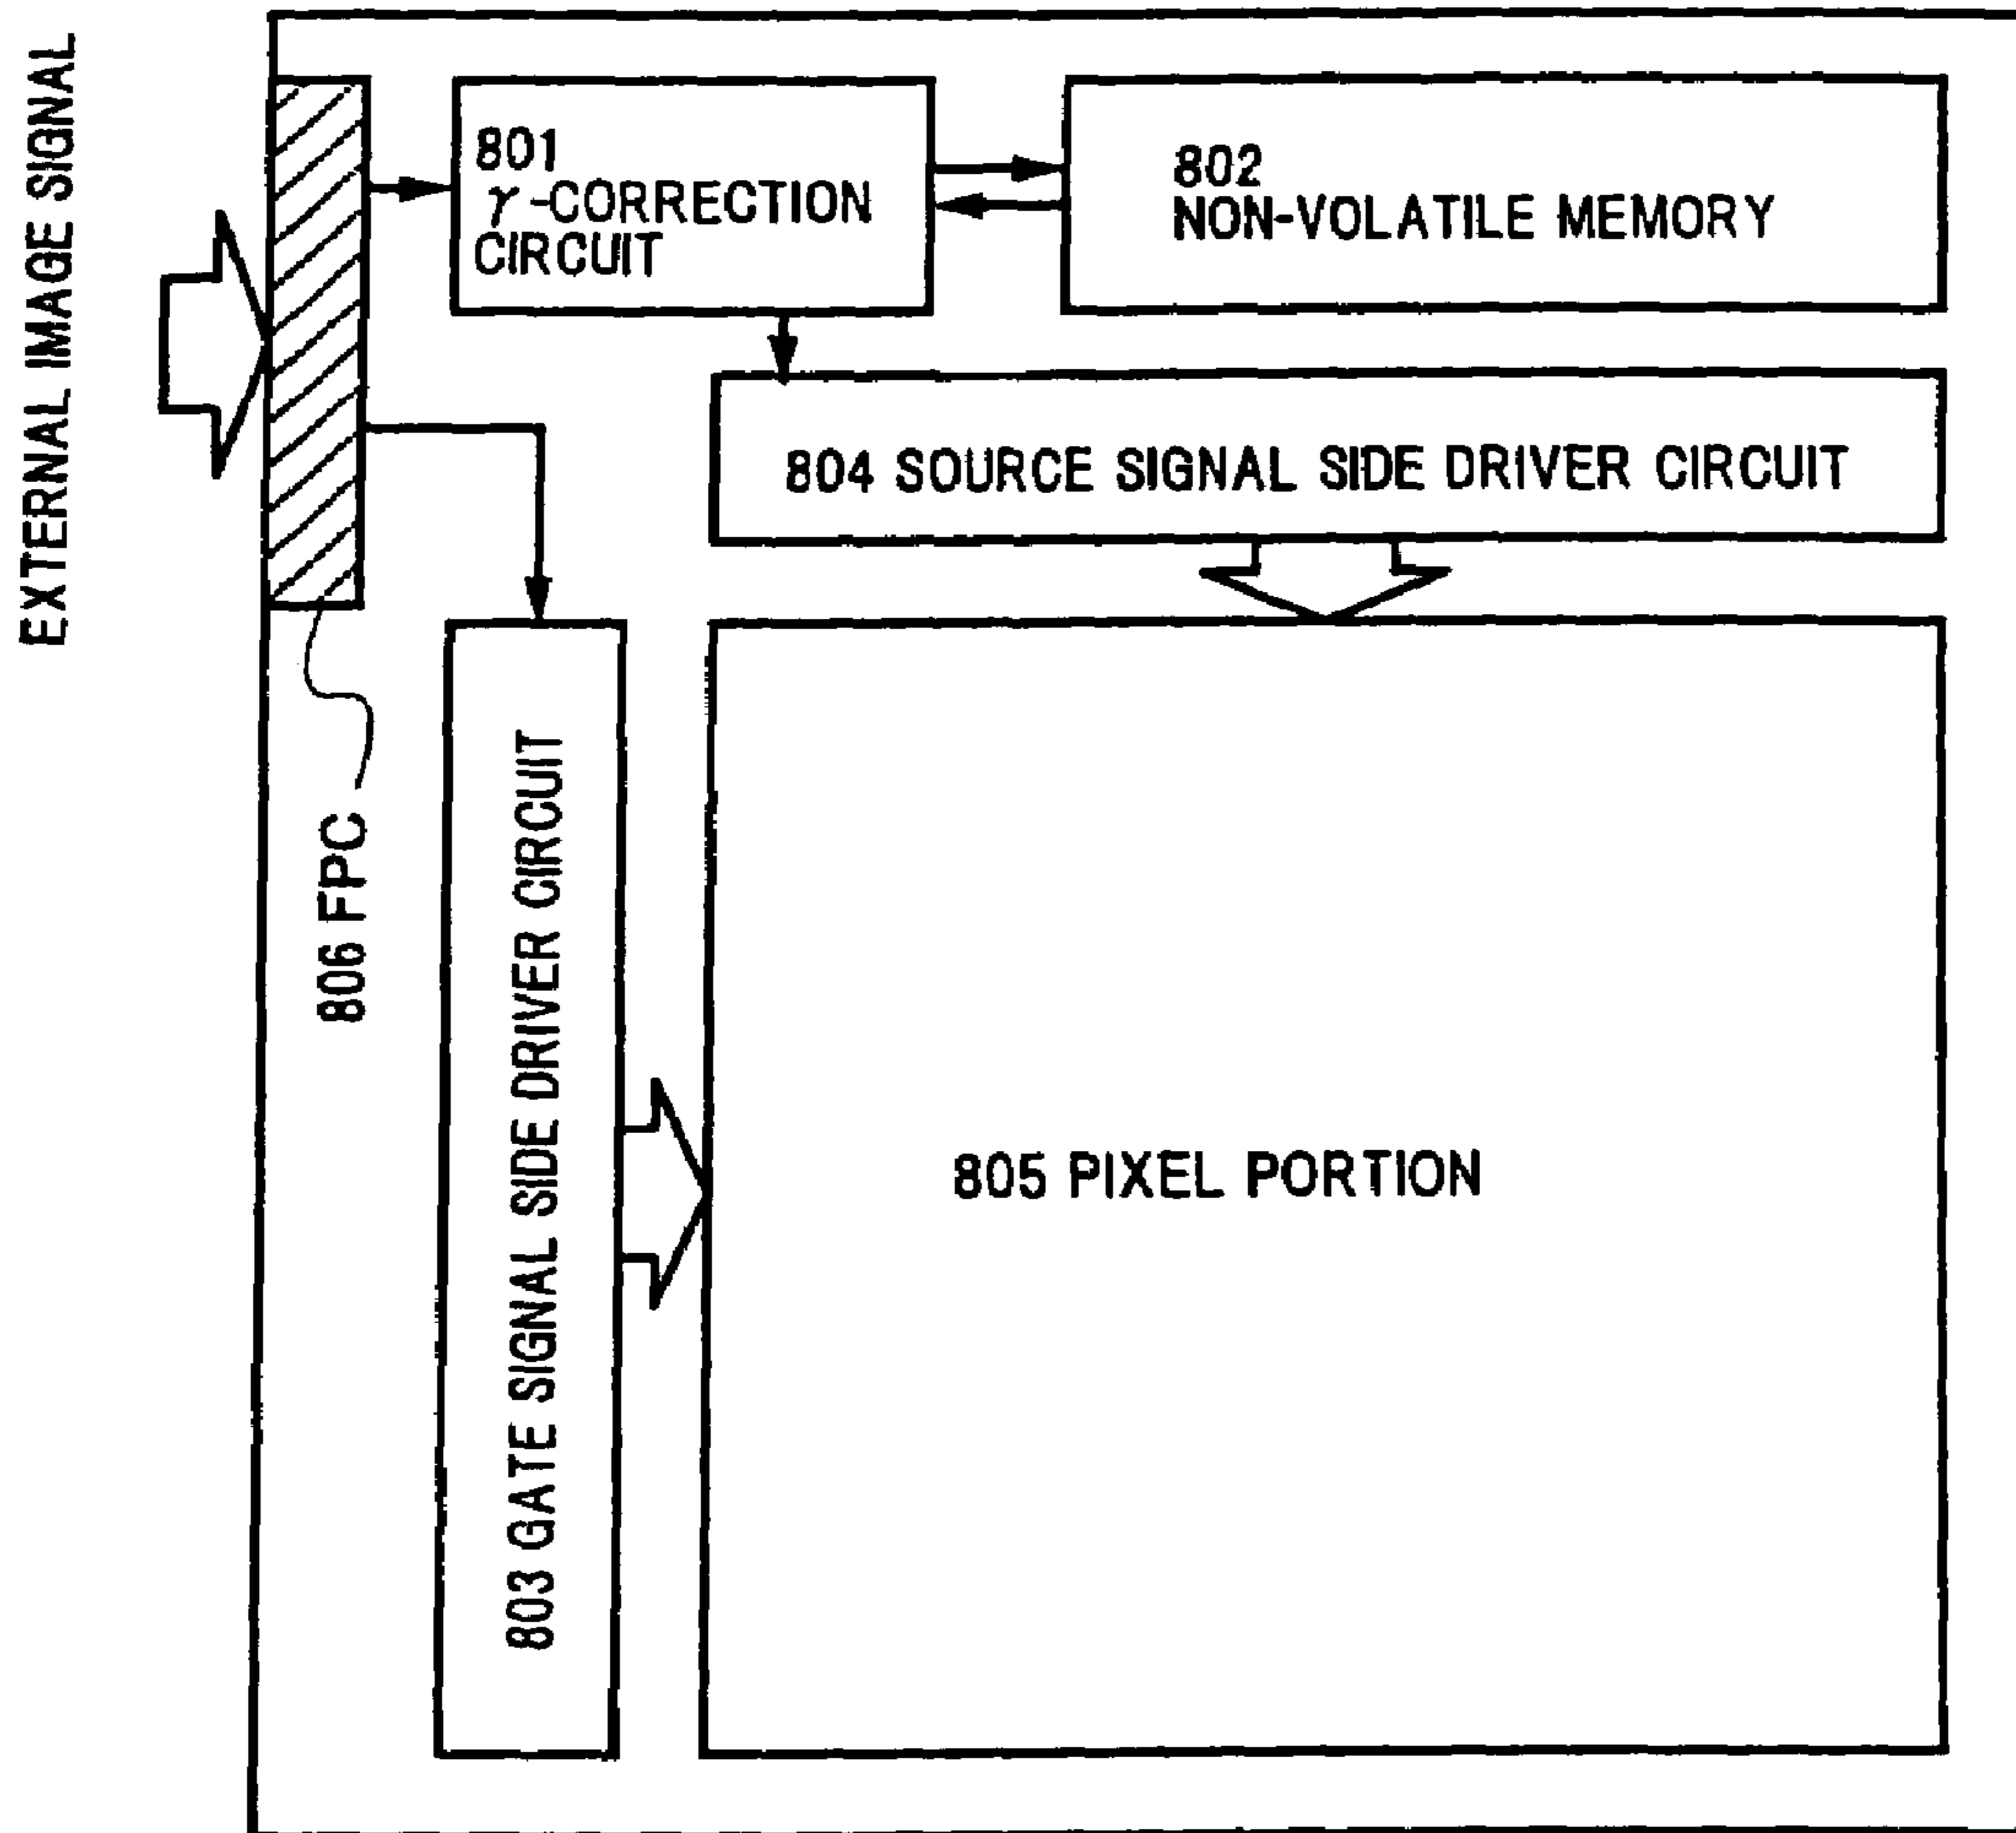 EXTERNAL IMAGE SIGNAL
801
γ-CORRECTION
CIRCUIT
802
NON-VOLATILE MEMORY
804 SOURCE SIGNAL SIDE DRIVER CIRCUIT
806 FPC
803 GATE SIGNAL SIDE DRIVER CIRCUIT
805 PIXEL PORTION